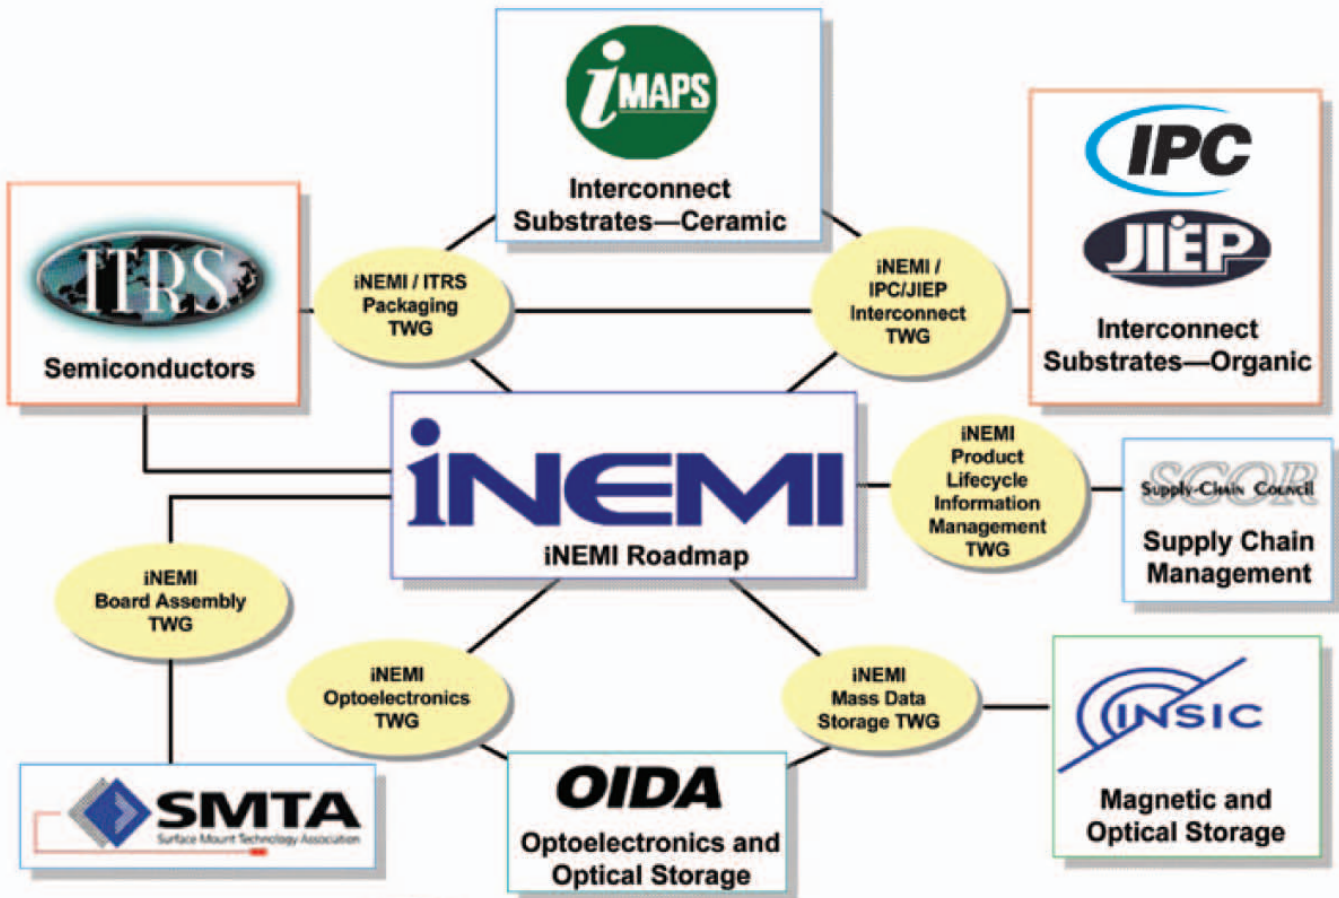 iMAPS
Interconnect
Substrates—Ceramic
IPC
JIEP
Interconnect
Substrates—Organic
ITRS
Semiconductors
iNEMI / ITRS
Packaging
TWG
iNEMI /
IPC/JIEP
Interconnect
TWG
iNEMI
iNEMI Roadmap
iNEMI
Product
Lifecycle
Information
Management
TWG
SCOR
Supply-Chain Council
Supply Chain
Management
iNEMI
Board Assembly
TWG
iNEMI
Optoelectronics
TWG
iNEMI
Mass Data
Storage TWG
INSIC
Magnetic and
Optical Storage
SMTA
Surface Mount Technology Association
OIDA
Optoelectronics and
Optical Storage